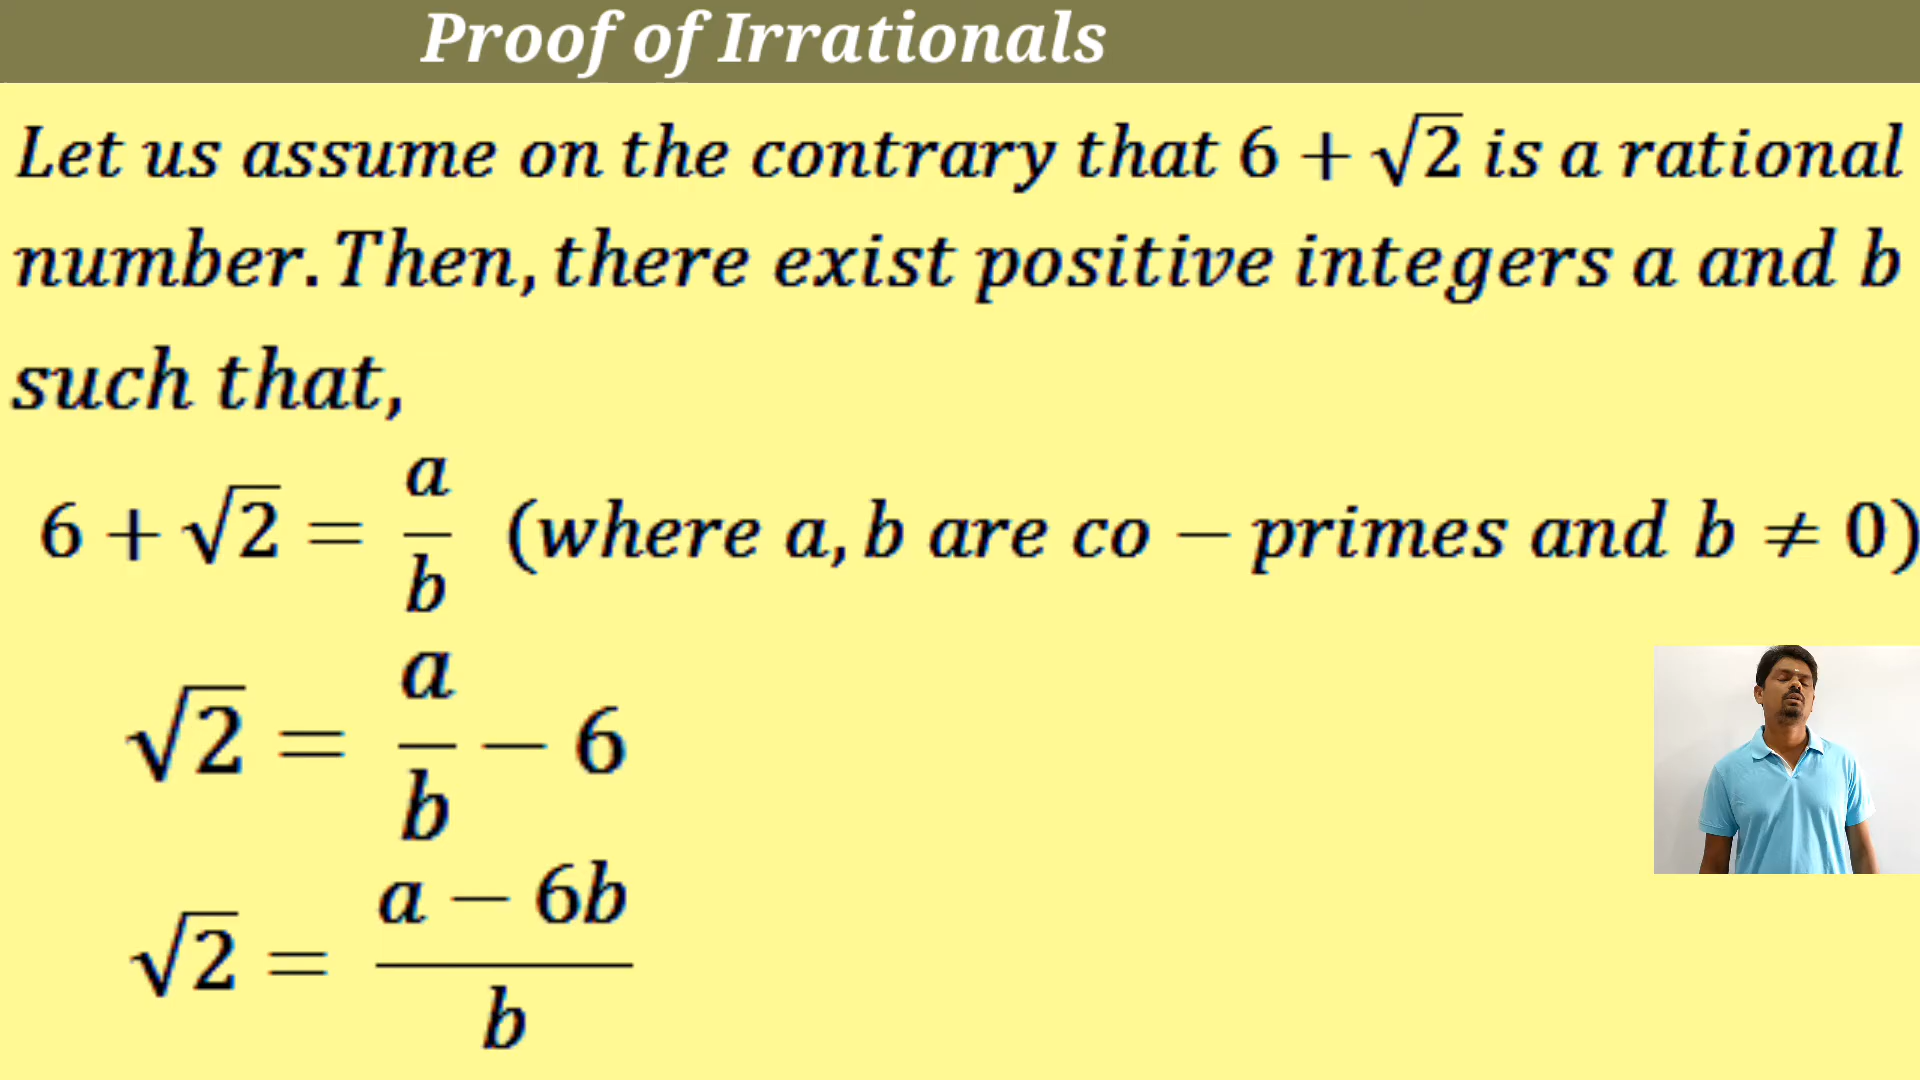 Proof of Irrationals
Let us assume on the contrary that 6 + √2 is a rational
number. Then, there exist positive integers a and b
such that,
6 + √2 = a/b (where a, b are co − primes and b ≠ 0)
√2 = a/b − 6
√2 = (a − 6b)/b